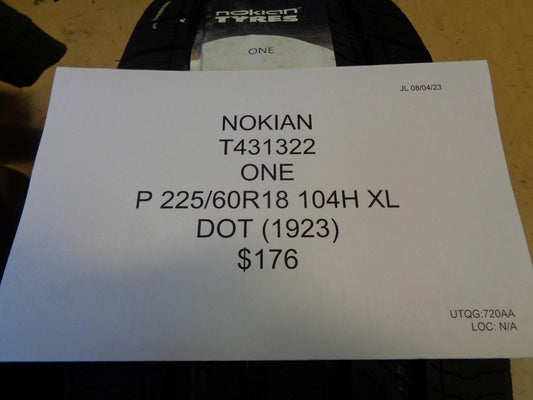 nokian
TYRES
ONE
JL 08/04/23
NOKIAN
T431322
ONE
P 225/60R18 104H XL
DOT (1923)
$176
UTQG:720AA
LOC: N/A